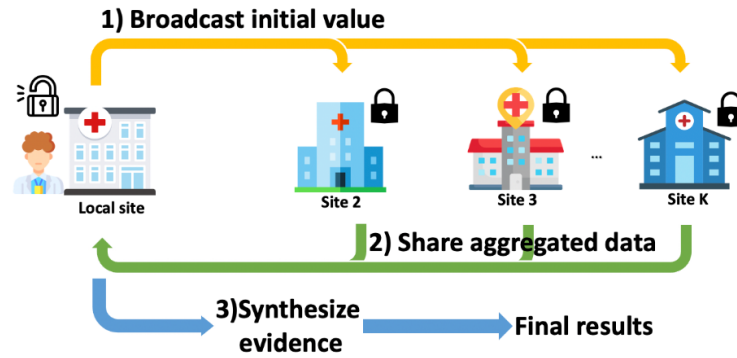 1) Broadcast initial value
...
Local site
Site 2
Site 3
Site K
2) Share aggregated data
3)Synthesize
evidence
Final results